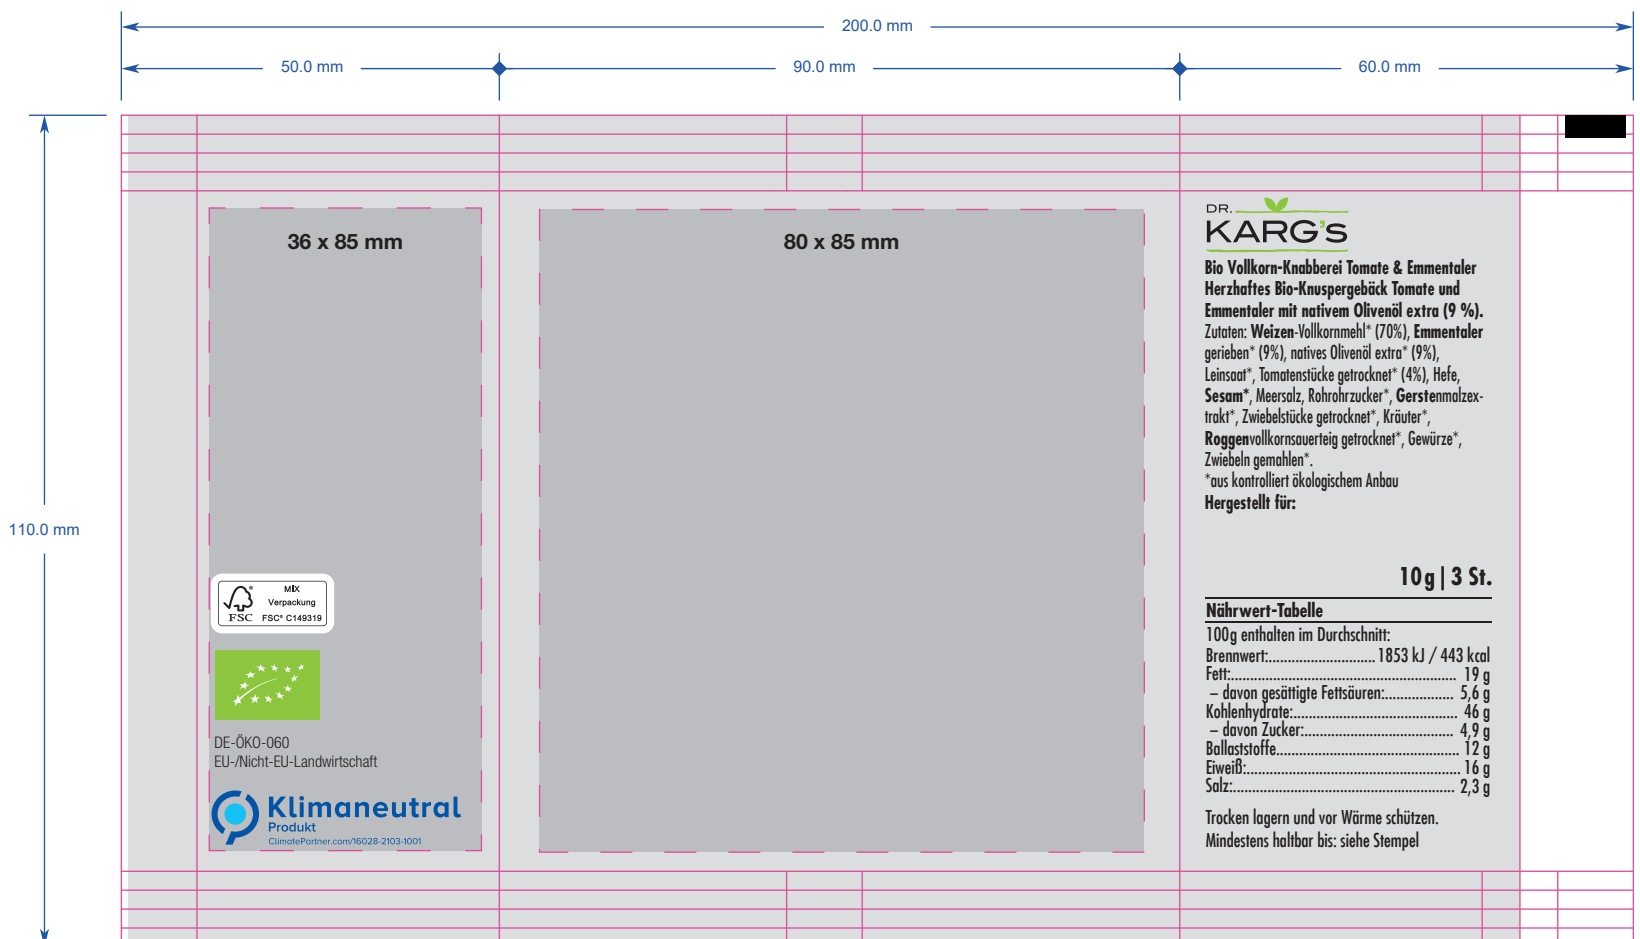 200.0 mm
50.0 mm
90.0 mm
60.0 mm
110.0 mm
36 x 85 mm
80 x 85 mm
MIX
Verpackung
FSC® C149319
FSC
DE-ÖKO-060
EU-/Nicht-EU-Landwirtschaft
Klimaneutral
Produkt
ClimatePartner.com/16028-2103-1001
DR.
KARG's
Bio Vollkorn-Knabberei Tomate & Emmentaler
Herzhaftes Bio-Knuspergebäck Tomate und
Emmentaler mit nativem Olivenöl extra (9 %).
Zutaten: Weizen-Vollkornmehl* (70%), Emmentaler
gerieben* (9%), natives Olivenöl extra* (9%),
Leinsaat*, Tomatenstücke getrocknet* (4%), Hefe,
Sesam*, Meersalz, Rohrohrzucker*, Gerstenmalzex-
trakt*, Zwiebelstücke getrocknet*, Kräuter*,
Roggenvollkornsauerteig getrocknet*, Gewürze*,
Zwiebeln gemahlen*.
*aus kontrolliert ökologischem Anbau
Hergestellt für:
10g | 3 St.
Nährwert-Tabelle
100g enthalten im Durchschnitt:
Brennwert:............................ 1853 kJ / 443 kcal
Fett:........................................................... 19 g
– davon gesättigte Fettsäuren:.................. 5,6 g
Kohlenhydrate:........................................... 46 g
– davon Zucker:....................................... 4,9 g
Ballaststoffe................................................ 12 g
Eiweiß:........................................................ 16 g
Salz:.......................................................... 2,3 g
Trocken lagern und vor Wärme schützen.
Mindestens haltbar bis: siehe Stempel